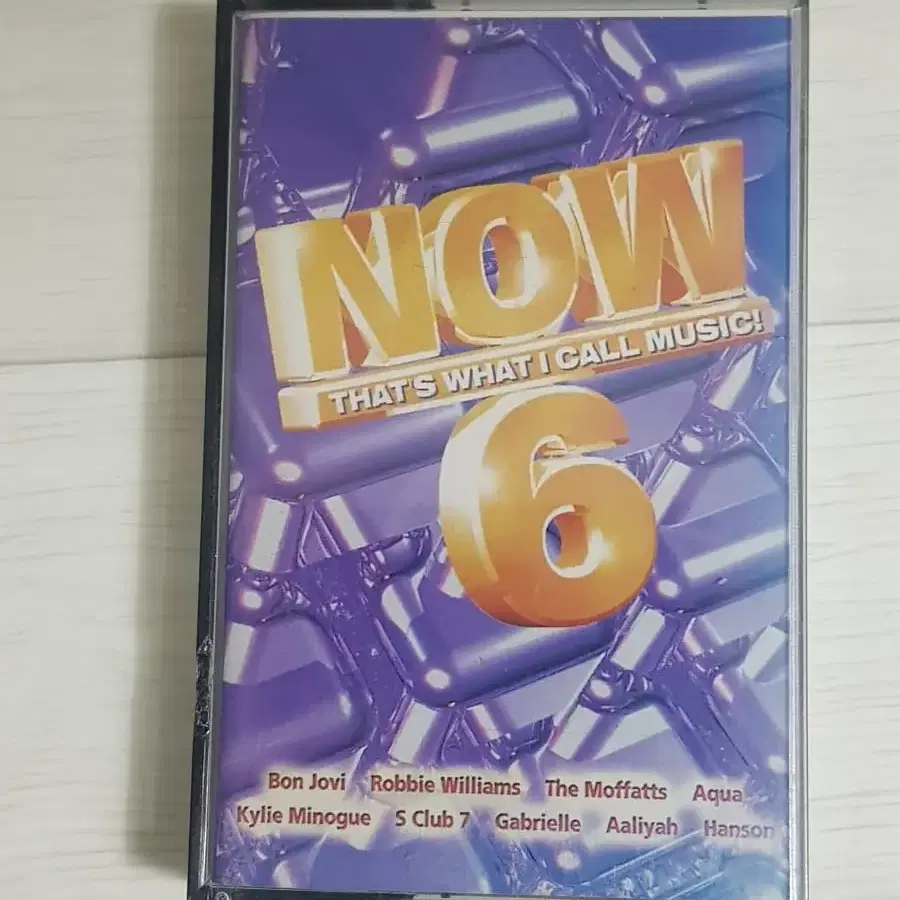 NOW
THAT'S WHAT I CALL MUSIC!
6
Bon Jovi Robbie Williams The Moffatts Aqua
Kylie Minogue S Club 7 Gabrielle Aaliyah Hanson